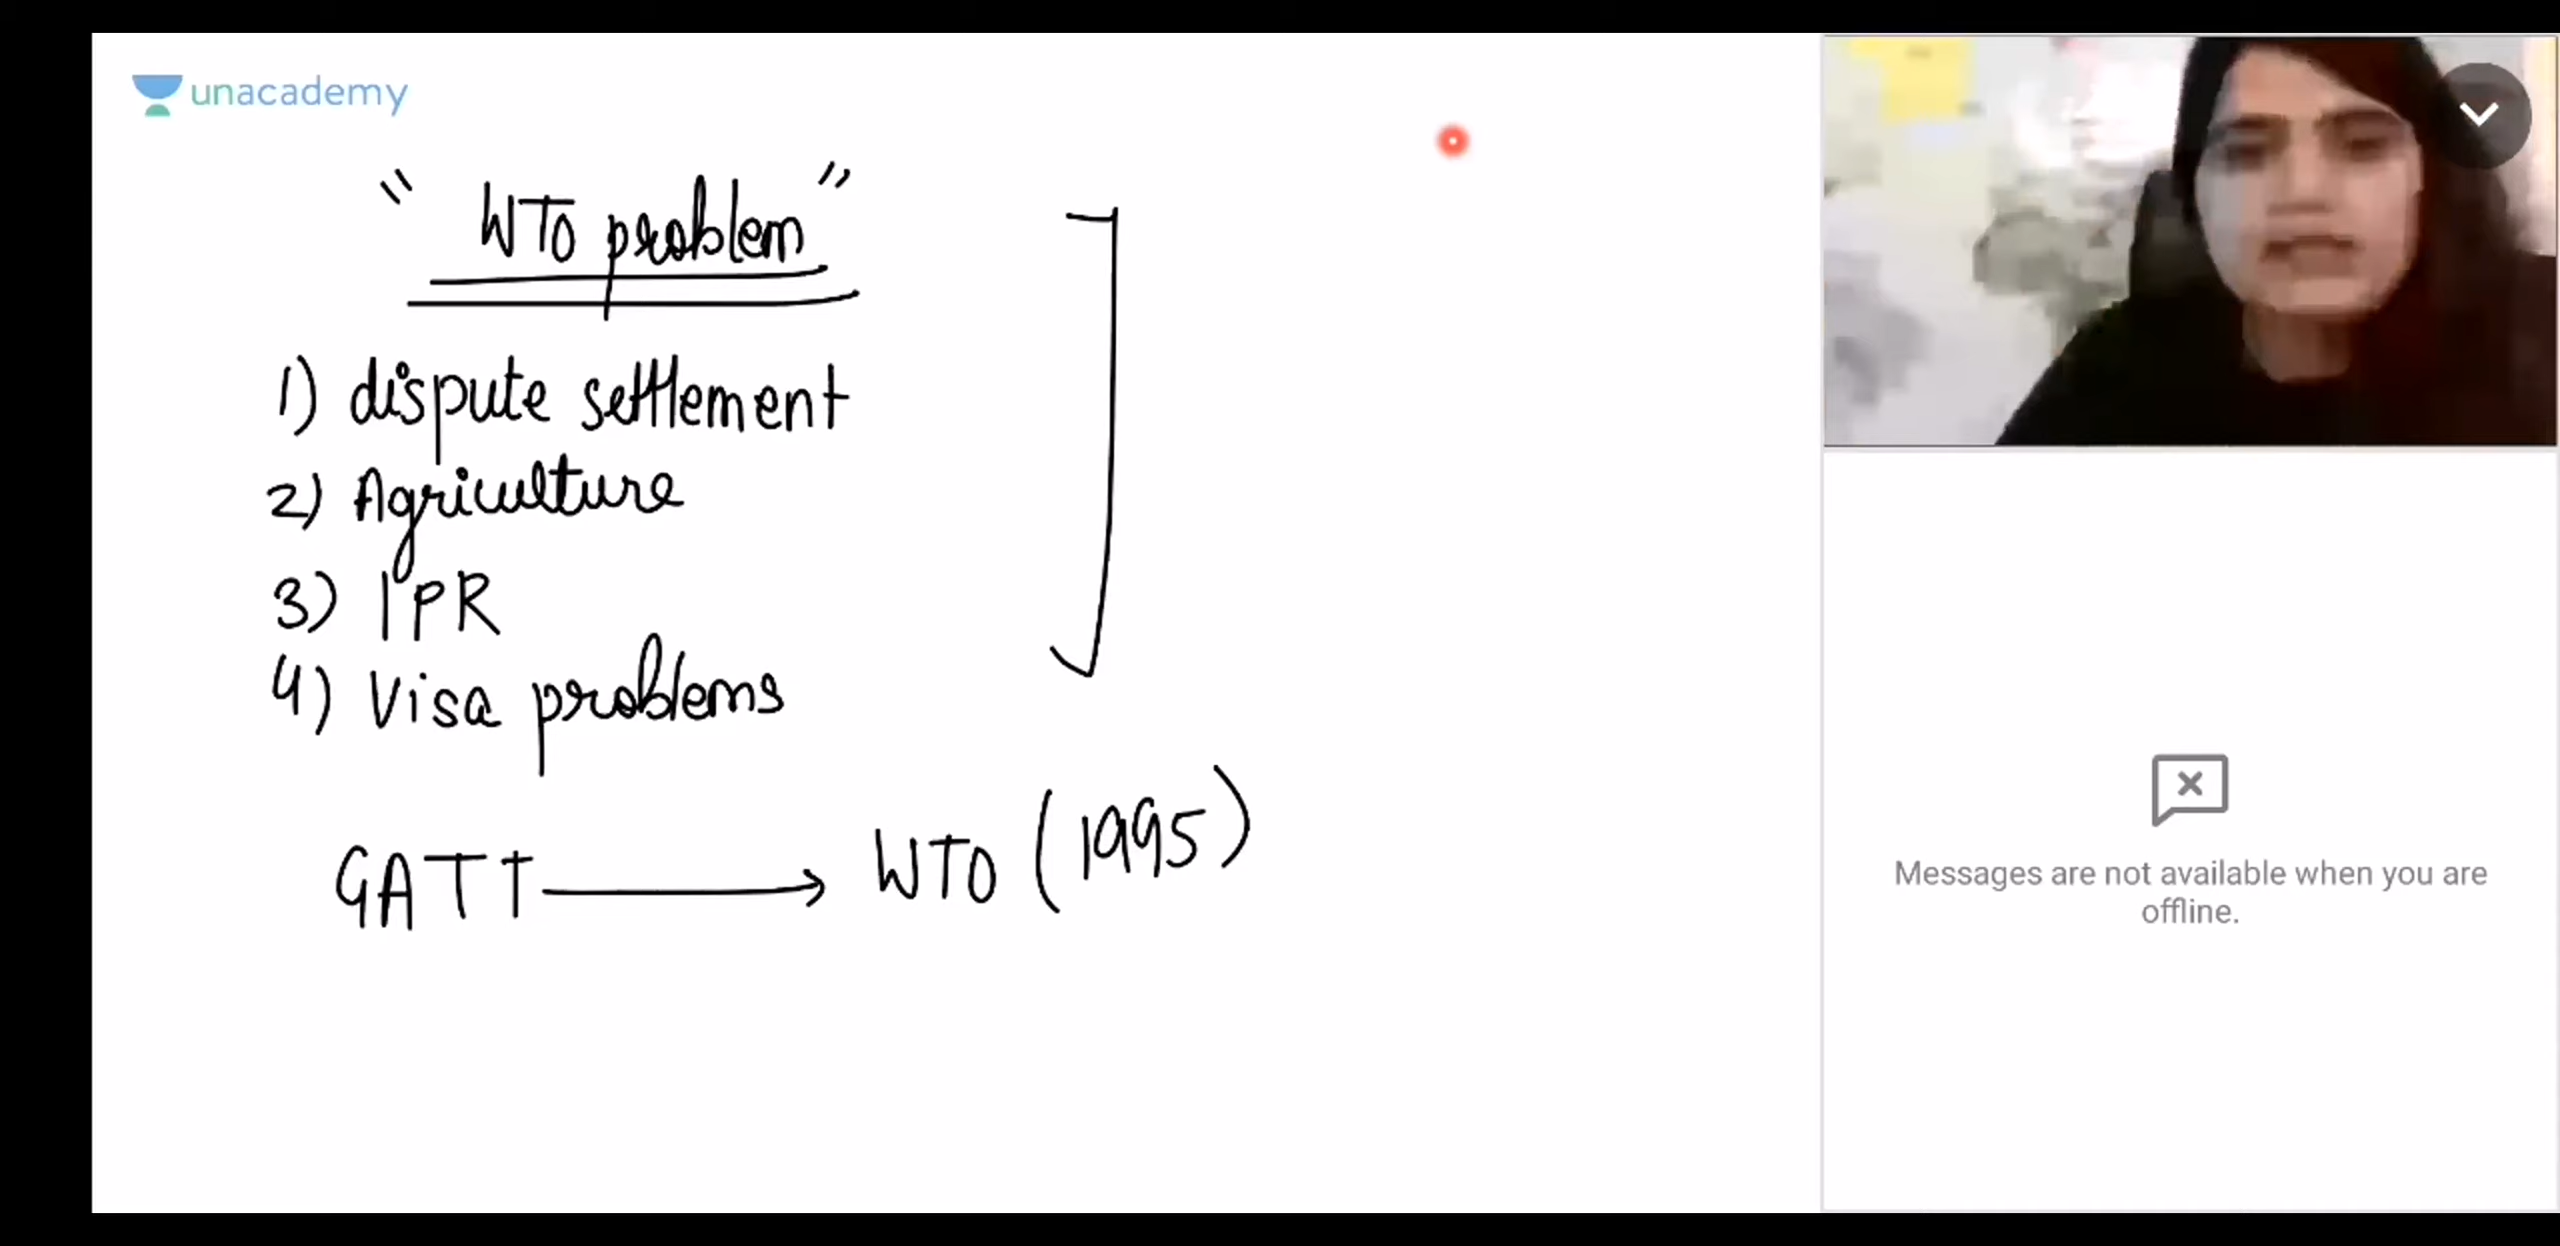 unacademy
" WTO problem "
1) dispute settlement
2) Agriculture
3) IPR
4) Visa problems
GATT → WTO (1995)
Messages are not available when you are
offline.